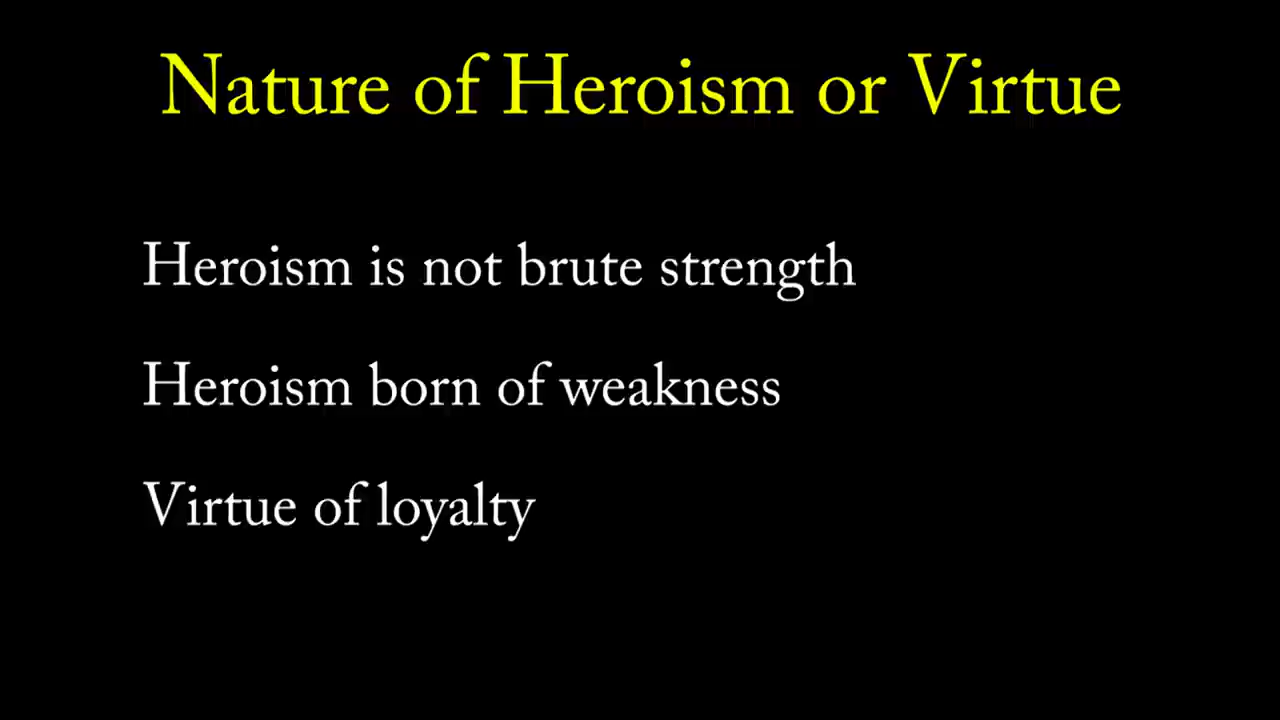 Nature of Heroism or Virtue
Heroism is not brute strength
Heroism born of weakness
Virtue of loyalty